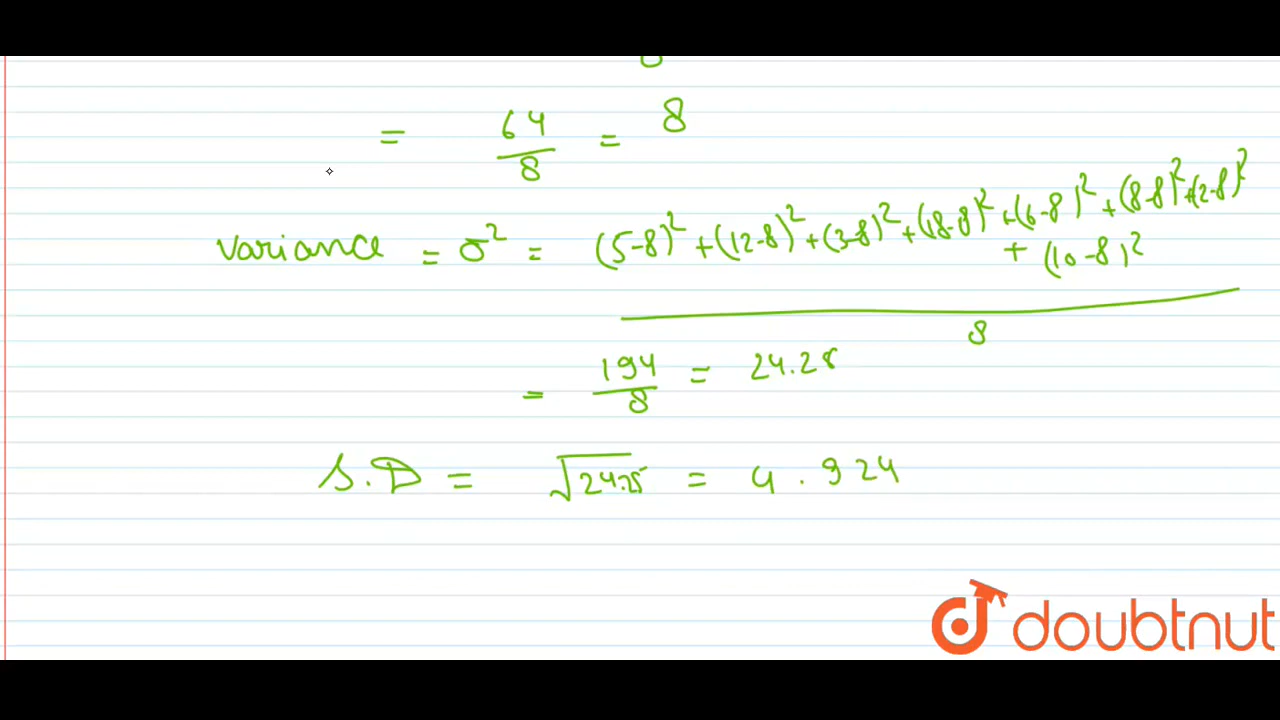 = 64/8 = 8
variance = σ² = (5-8)² + (12-8)² + (3-8)² + (18-8)² + (6-8)² + (8-8)² + (2-8)²
+ (10-8)²
8
= 194/8 = 24.25
S.D = √24.25 = 4.924
doubtnut